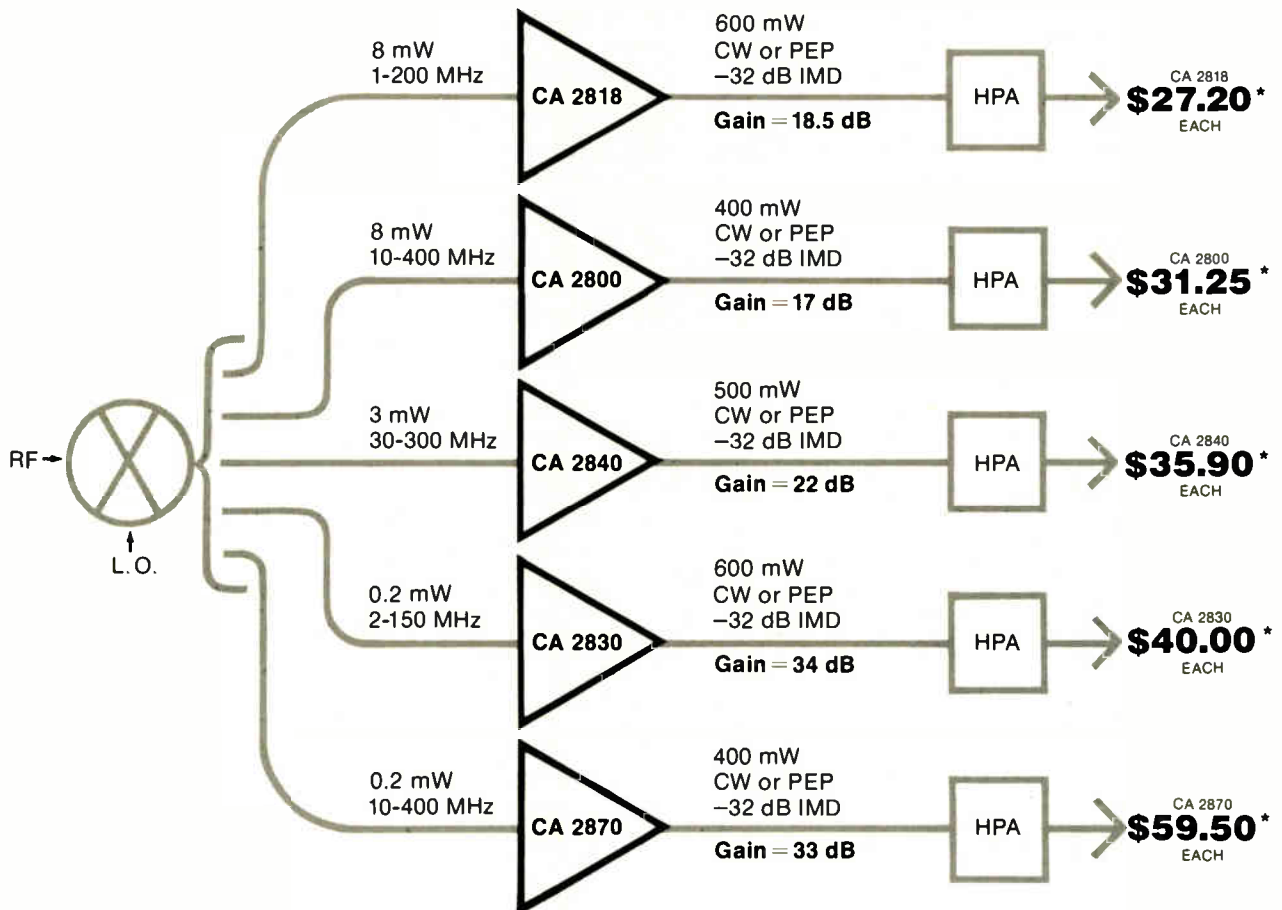 8 mW
1-200 MHz
CA 2818
600 mW
CW or PEP
–32 dB IMD
Gain = 18.5 dB
HPA
CA 2818
$27.20*
EACH
8 mW
10-400 MHz
CA 2800
400 mW
CW or PEP
–32 dB IMD
Gain = 17 dB
HPA
CA 2800
$31.25*
EACH
RF
L.O.
3 mW
30-300 MHz
CA 2840
500 mW
CW or PEP
–32 dB IMD
Gain = 22 dB
HPA
CA 2840
$35.90*
EACH
0.2 mW
2-150 MHz
CA 2830
600 mW
CW or PEP
–32 dB IMD
Gain = 34 dB
HPA
CA 2830
$40.00*
EACH
0.2 mW
10-400 MHz
CA 2870
400 mW
CW or PEP
–32 dB IMD
Gain = 33 dB
HPA
CA 2870
$59.50*
EACH